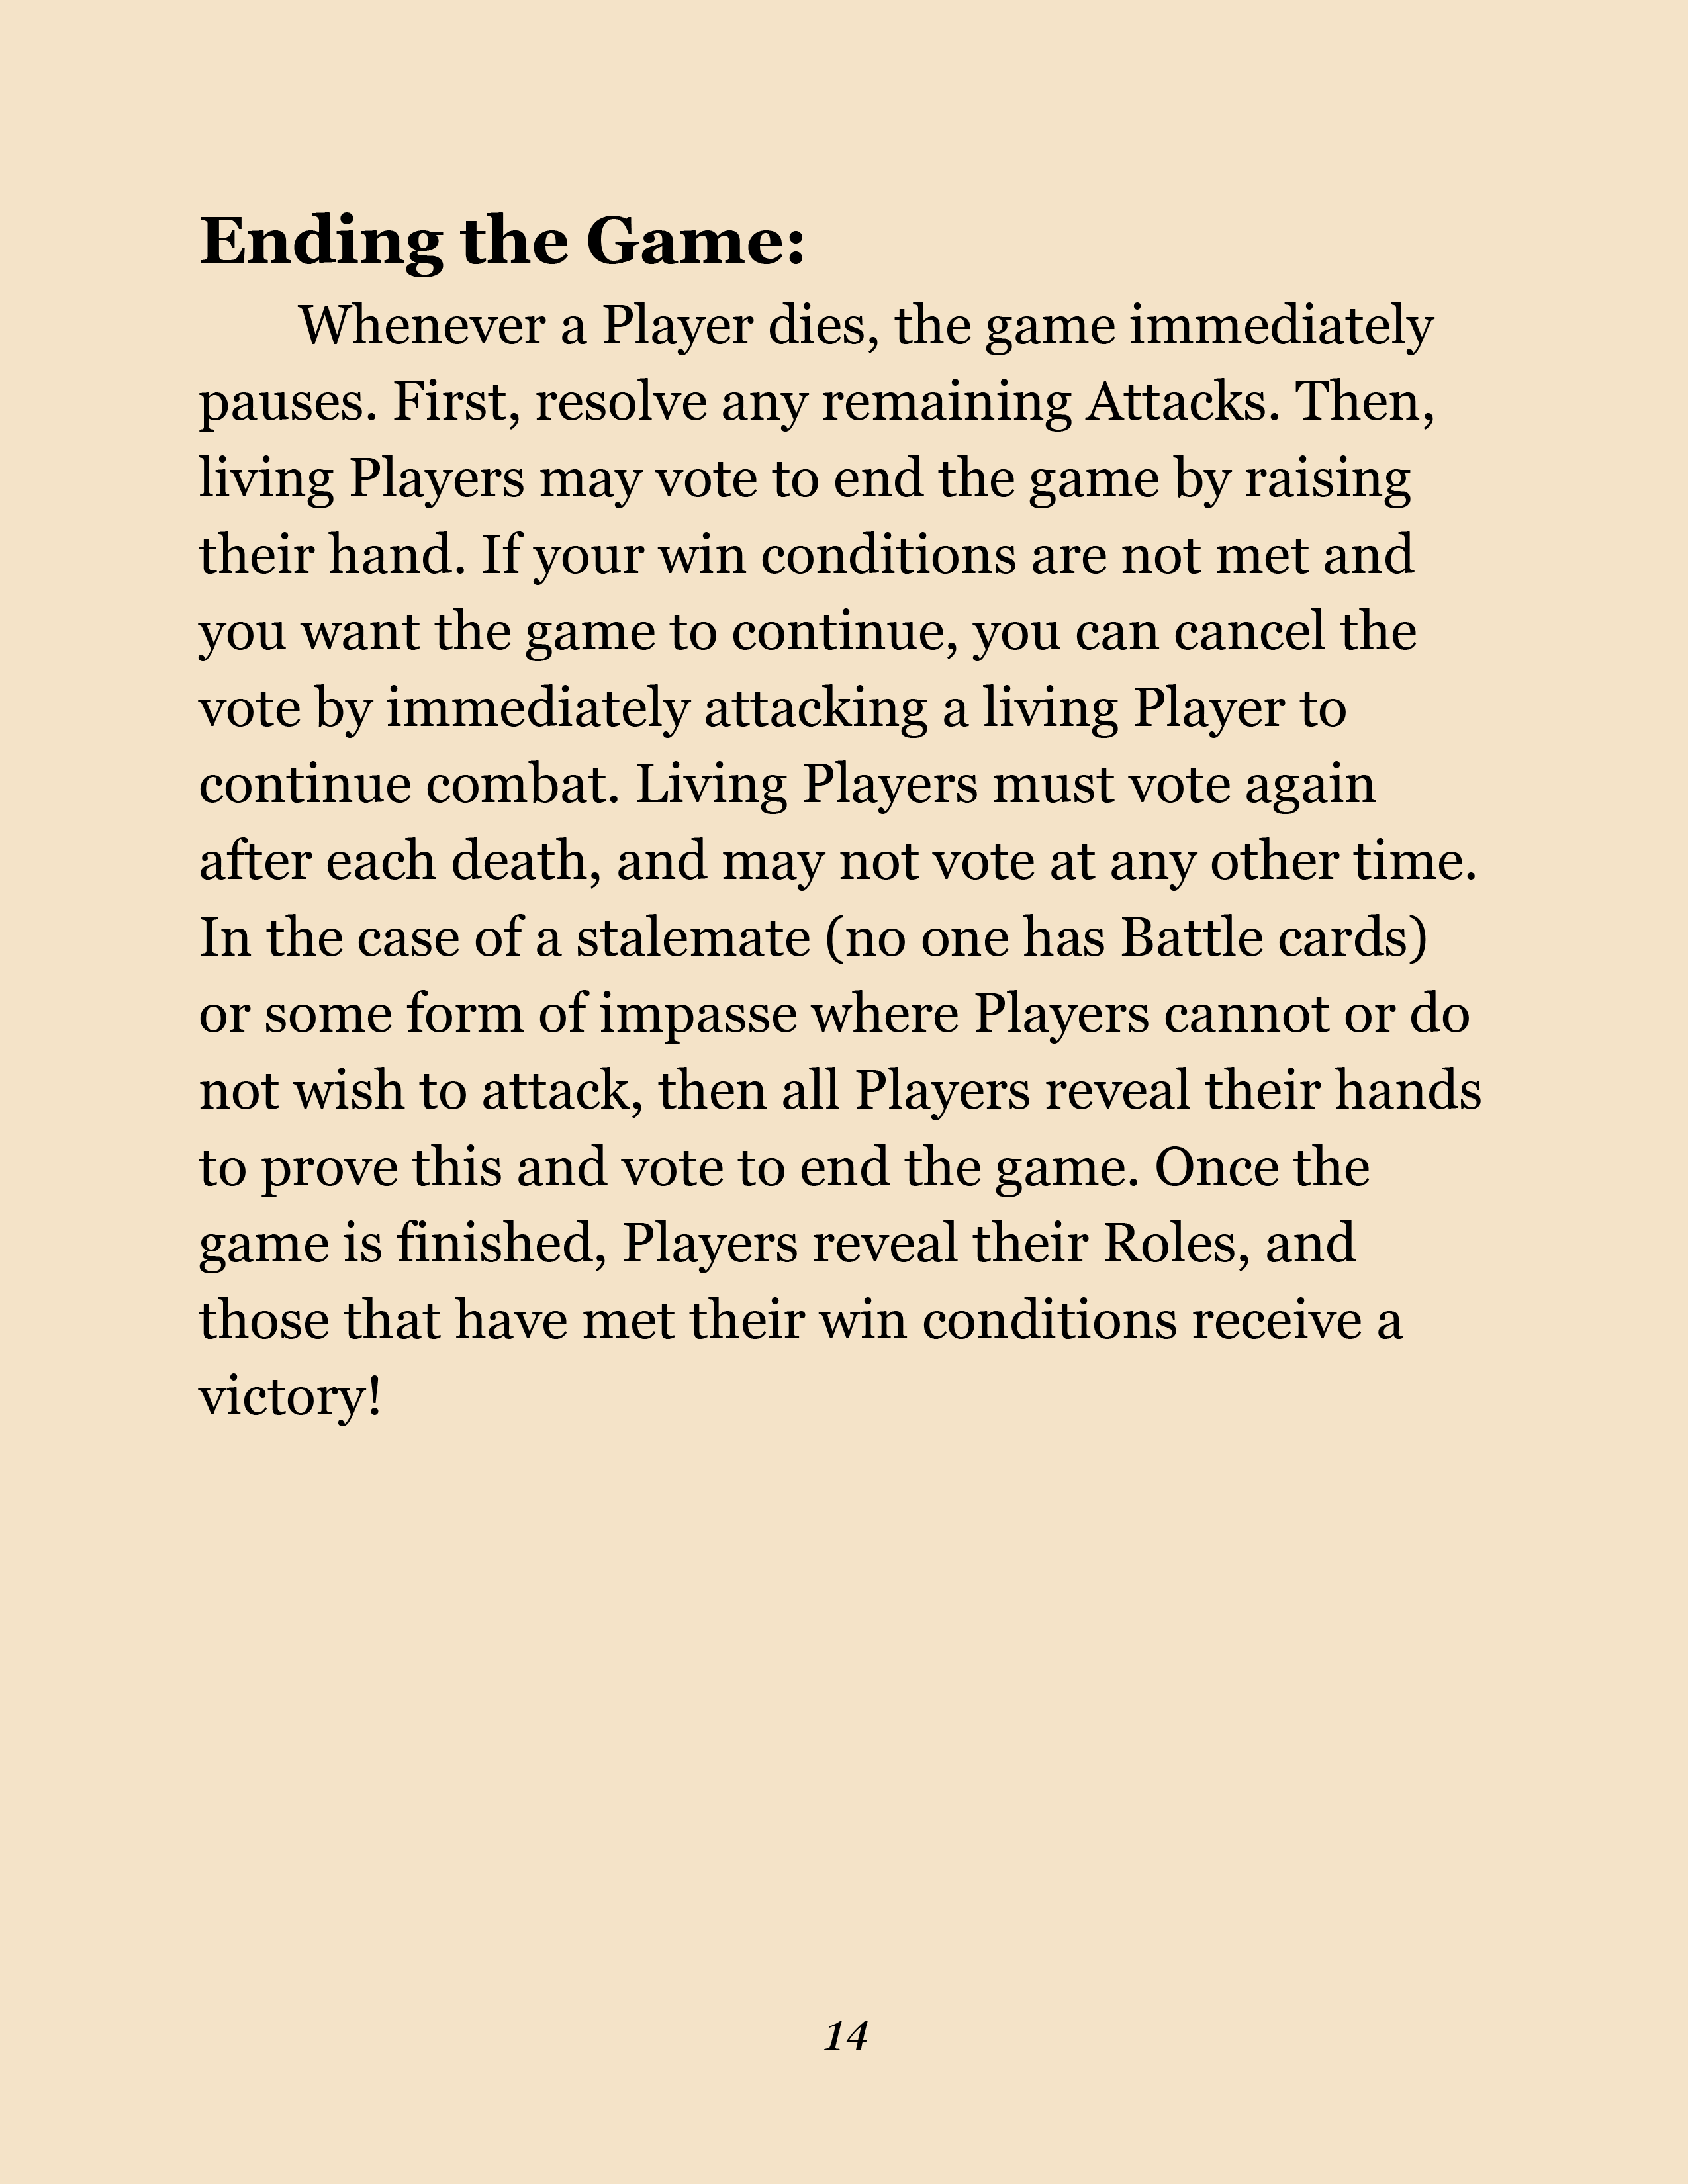 Ending the Game:
Whenever a Player dies, the game immediately
pauses. First, resolve any remaining Attacks. Then,
living Players may vote to end the game by raising
their hand. If your win conditions are not met and
you want the game to continue, you can cancel the
vote by immediately attacking a living Player to
continue combat. Living Players must vote again
after each death, and may not vote at any other time.
In the case of a stalemate (no one has Battle cards)
or some form of impasse where Players cannot or do
not wish to attack, then all Players reveal their hands
to prove this and vote to end the game. Once the
game is finished, Players reveal their Roles, and
those that have met their win conditions receive a
victory!
14